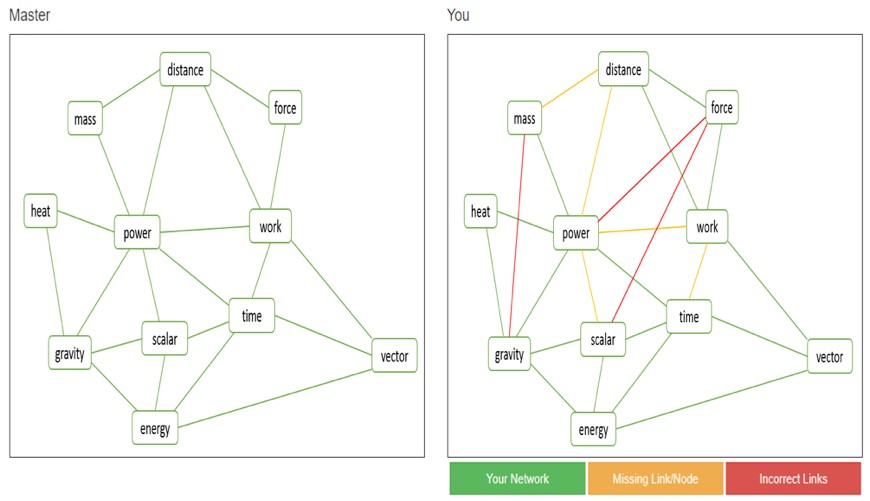 Master
You
distance
force
mass
heat
power
work
time
scalar
gravity
vector
energy
distance
force
mass
heat
power
work
time
scalar
gravity
vector
energy
Your Network
Missing Link/Node
Incorrect Links